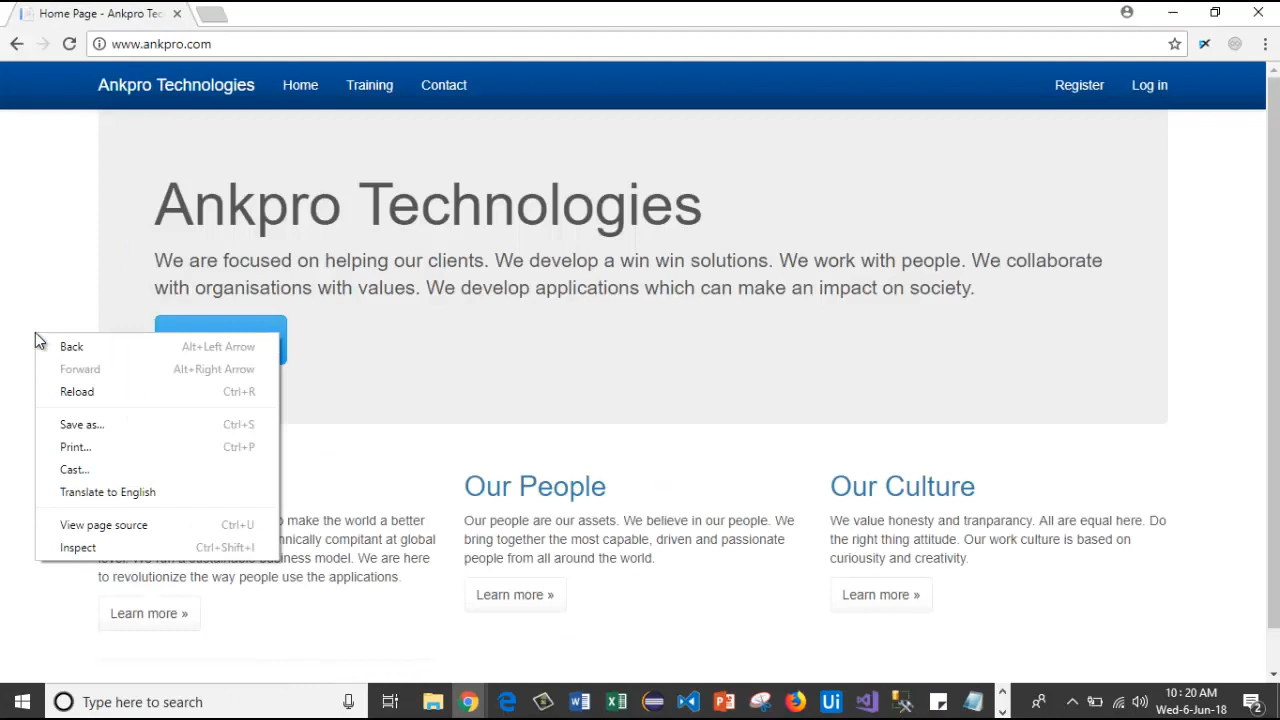 Home Page - Ankpro Tec
www.ankpro.com
Ankpro Technologies Home Training Contact Register Log in
Ankpro Technologies
We are focused on helping our clients. We develop a win win solutions. We work with people. We collaborate
with organisations with values. We develop applications which can make an impact on society.
Back Alt+Left Arrow
Forward Alt+Right Arrow
Reload Ctrl+R
Save as... Ctrl+S
Print... Ctrl+P
Cast...
Translate to English
View page source Ctrl+U
Inspect Ctrl+Shift+I
make the world a better
compitant at global
business model. We are here
to revolutionize the way people use the applications.
Learn more »
Our People
Our people are our assets. We believe in our people. We
bring together the most capable, driven and passionate
people from all around the world.
Learn more »
Our Culture
We value honesty and tranparancy. All are equal here. Do
the right thing attitude. Our work culture is based on
curiosity and creativity.
Learn more »
Type here to search
10:20 AM
Wed-6-Jun-18
2